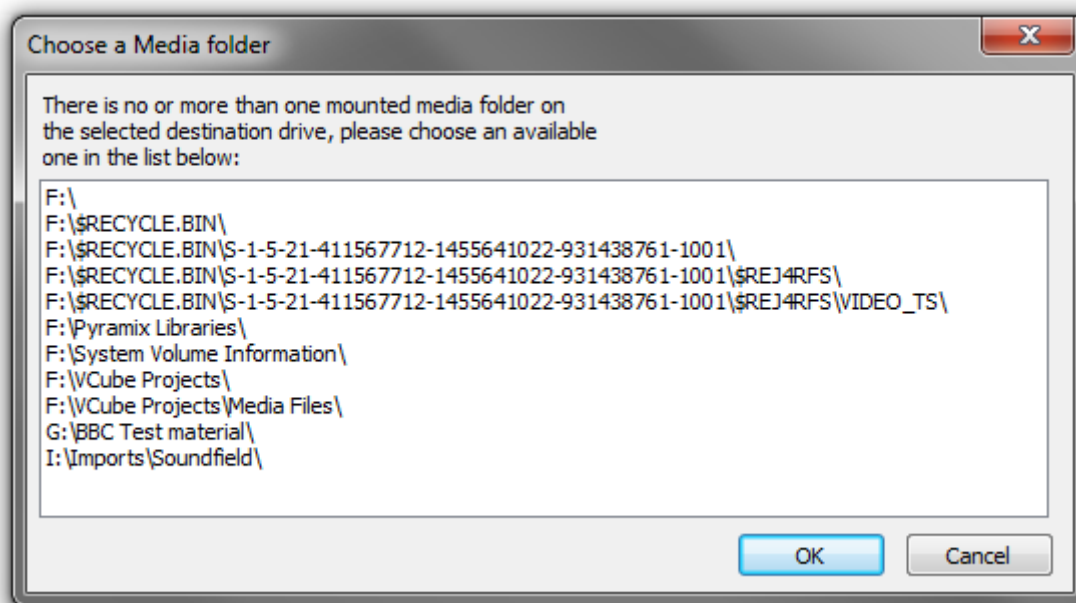 Choose a Media folder
There is no or more than one mounted media folder on
the selected destination drive, please choose an available
one in the list below:
F:\
F:\$RECYCLE.BIN\
F:\$RECYCLE.BIN\S-1-5-21-411567712-1455641022-931438761-1001\
F:\$RECYCLE.BIN\S-1-5-21-411567712-1455641022-931438761-1001\$REJ4RFS\
F:\$RECYCLE.BIN\S-1-5-21-411567712-1455641022-931438761-1001\$REJ4RFS\VIDEO_TS\
F:\Pyramix Libraries\
F:\System Volume Information\
F:\VCube Projects\
F:\VCube Projects\Media Files\
G:\BBC Test material\
I:\Imports\Soundfield\
OK Cancel